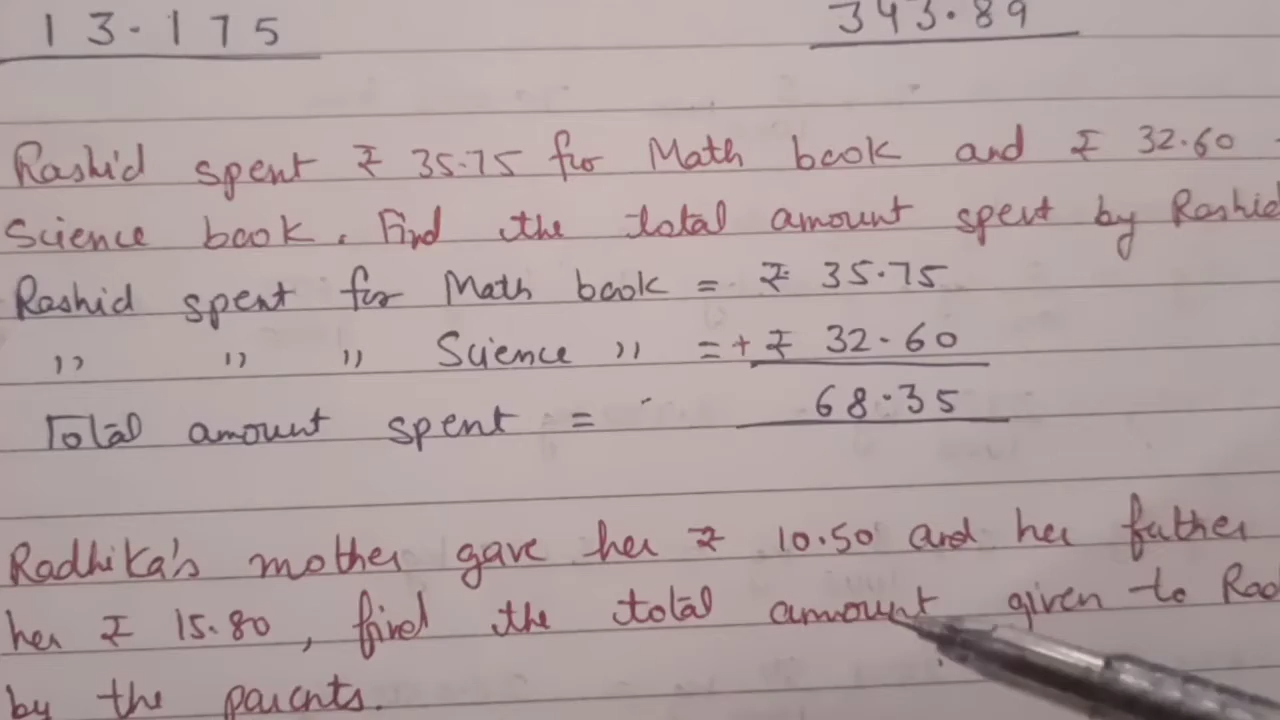 13.175 343.89
Rashid spent ₹ 35.75 for Math book and ₹ 32.60
Science book. Find the total amount spent by Rashid
Rashid spent for Math book = ₹ 35.75
,, ,, ,, Science ,, = + ₹ 32.60
Total amount spent = 68.35
Radhika's mother gave her ₹ 10.50 and her father
her ₹ 15.80, find the total amount given to Rad
by the parents.